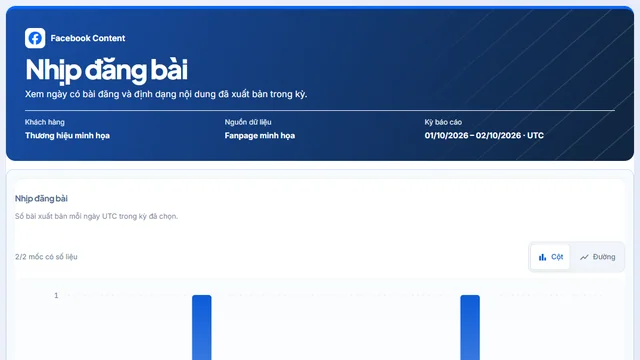 Facebook Content
Nhịp đăng bài
Xem ngày có bài đăng và định dạng nội dung đã xuất bản trong kỳ.
Khách hàng
Thương hiệu minh họa
Nguồn dữ liệu
Fanpage minh họa
Kỳ báo cáo
01/10/2026 – 02/10/2026 · UTC
Nhịp đăng bài
Số bài xuất bản mỗi ngày UTC trong kỳ đã chọn.
2/2 mốc có số liệu
Cột
Đường
1